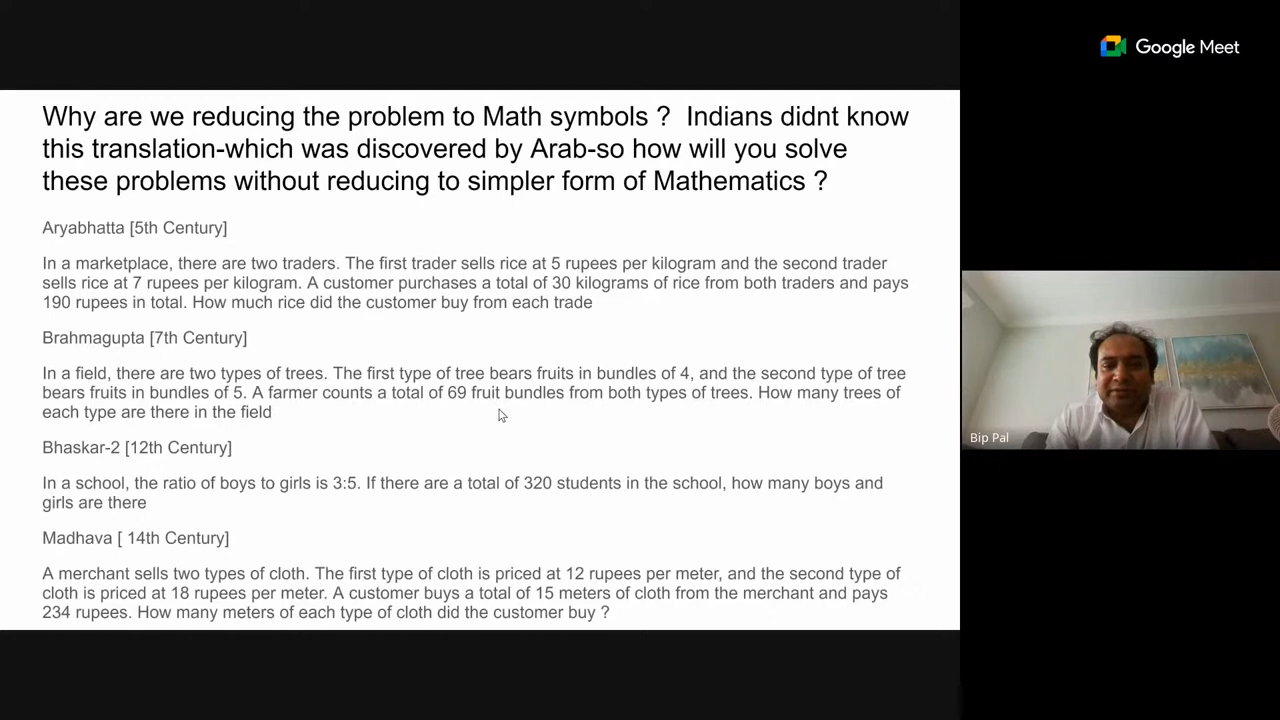 Google Meet
Why are we reducing the problem to Math symbols ?  Indians didnt know
this translation-which was discovered by Arab-so how will you solve
these problems without reducing to simpler form of Mathematics ?
Aryabhatta [5th Century]
In a marketplace, there are two traders. The first trader sells rice at 5 rupees per kilogram and the second trader
sells rice at 7 rupees per kilogram. A customer purchases a total of 30 kilograms of rice from both traders and pays
190 rupees in total. How much rice did the customer buy from each trade
Brahmagupta [7th Century]
In a field, there are two types of trees. The first type of tree bears fruits in bundles of 4, and the second type of tree
bears fruits in bundles of 5. A farmer counts a total of 69 fruit bundles from both types of trees. How many trees of
each type are there in the field
Bhaskar-2 [12th Century]
In a school, the ratio of boys to girls is 3:5. If there are a total of 320 students in the school, how many boys and
girls are there
Madhava [ 14th Century]
A merchant sells two types of cloth. The first type of cloth is priced at 12 rupees per meter, and the second type of
cloth is priced at 18 rupees per meter. A customer buys a total of 15 meters of cloth from the merchant and pays
234 rupees. How many meters of each type of cloth did the customer buy ?
Bip Pal